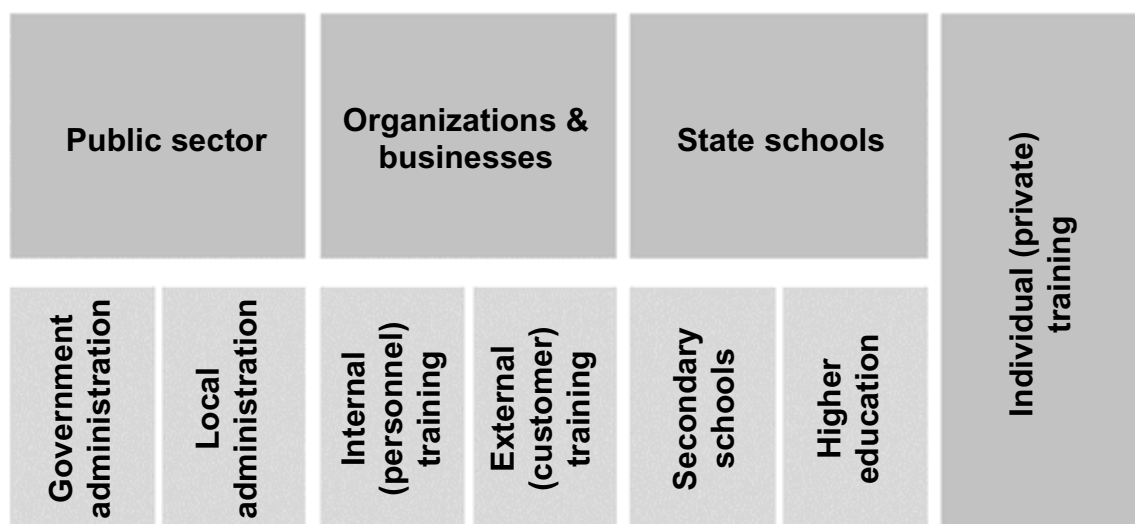 Public sector
Organizations &
businesses
State schools
Individual (private)
training
Government
administration
Local
administration
Internal
(personnel)
training
External
(customer)
training
Secondary
schools
Higher
education